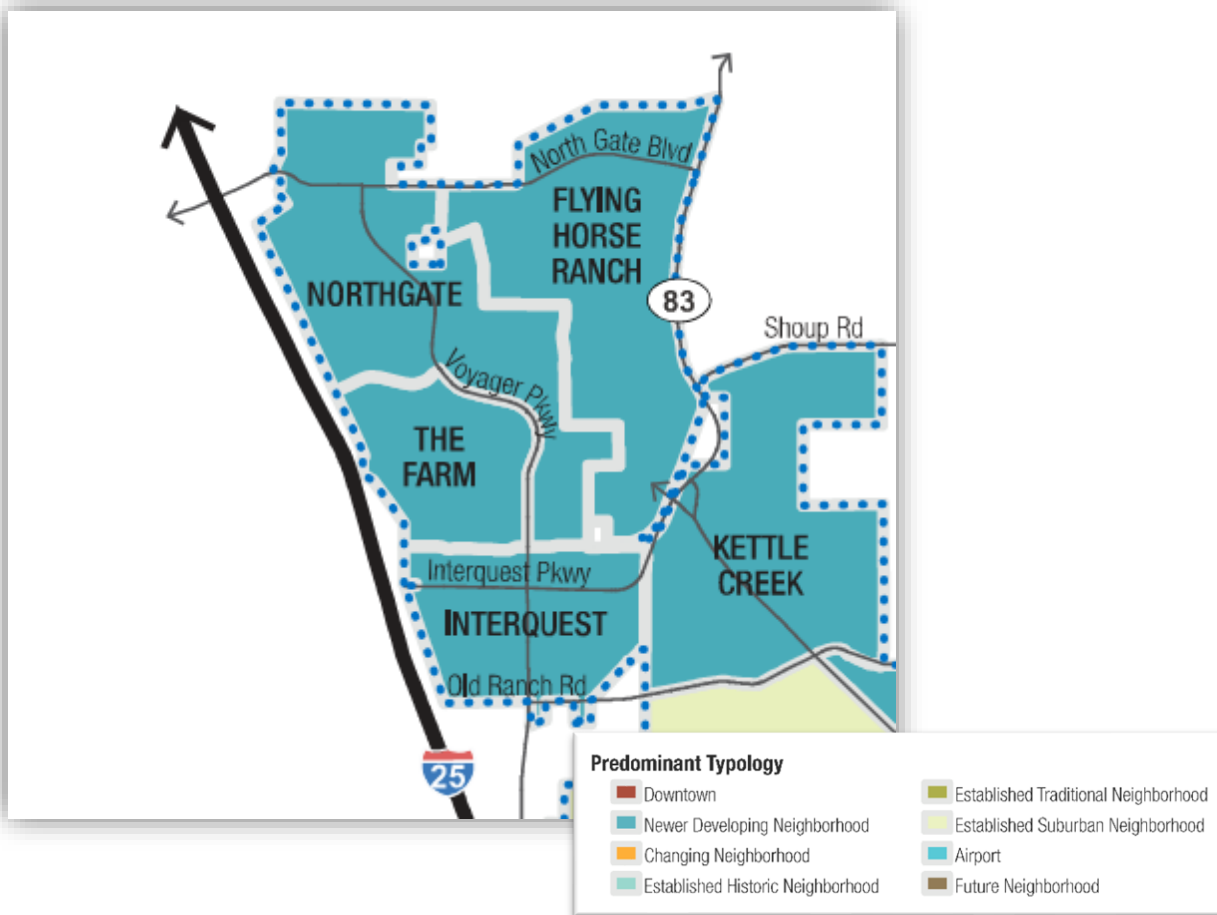 North Gate Blvd
FLYING
HORSE
RANCH
NORTHGATE
83
Shoup Rd
Voyager Pkwy
THE
FARM
KETTLE
CREEK
Interquest Pkwy
INTERQUEST
Old Ranch Rd
25
Predominant Typology
Downtown
Newer Developing Neighborhood
Changing Neighborhood
Established Historic Neighborhood
Established Traditional Neighborhood
Established Suburban Neighborhood
Airport
Future Neighborhood